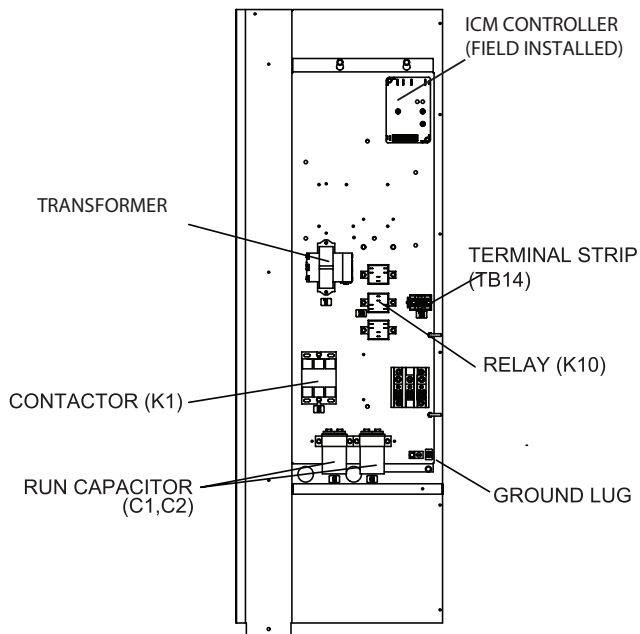 ICM CONTROLLER
(FIELD INSTALLED)
TRANSFORMER
TERMINAL STRIP
(TB14)
RELAY (K10)
CONTACTOR (K1)
RUN CAPACITOR
(C1,C2)
GROUND LUG